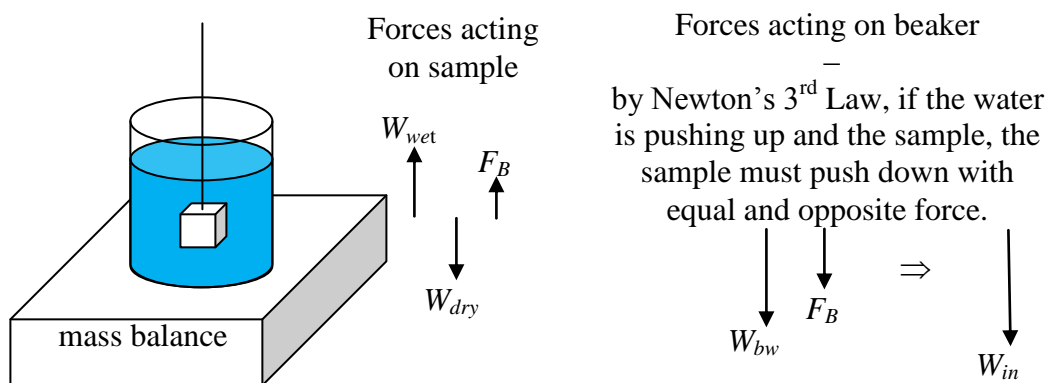 Forces acting
on sample
W_wet
F_B
W_dry
mass balance
Forces acting on beaker
–
by Newton's 3rd Law, if the water
is pushing up and the sample, the
sample must push down with
equal and opposite force.
⇒
F_B
W_bw
W_in